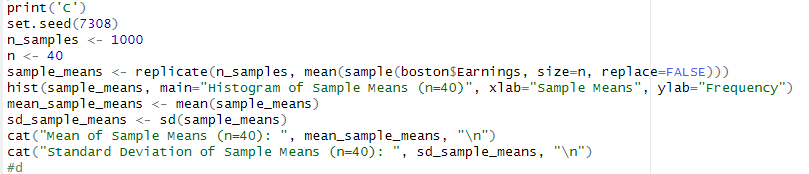 print('C')
set.seed(7308)
n_samples <- 1000
n <- 40
sample_means <- replicate(n_samples, mean(sample(boston$Earnings, size=n, replace=FALSE)))
hist(sample_means, main="Histogram of Sample Means (n=40)", xlab="Sample Means", ylab="Frequency")
mean_sample_means <- mean(sample_means)
sd_sample_means <- sd(sample_means)
cat("Mean of Sample Means (n=40): ", mean_sample_means, "\n")
cat("Standard Deviation of Sample Means (n=40): ", sd_sample_means, "\n")
#d